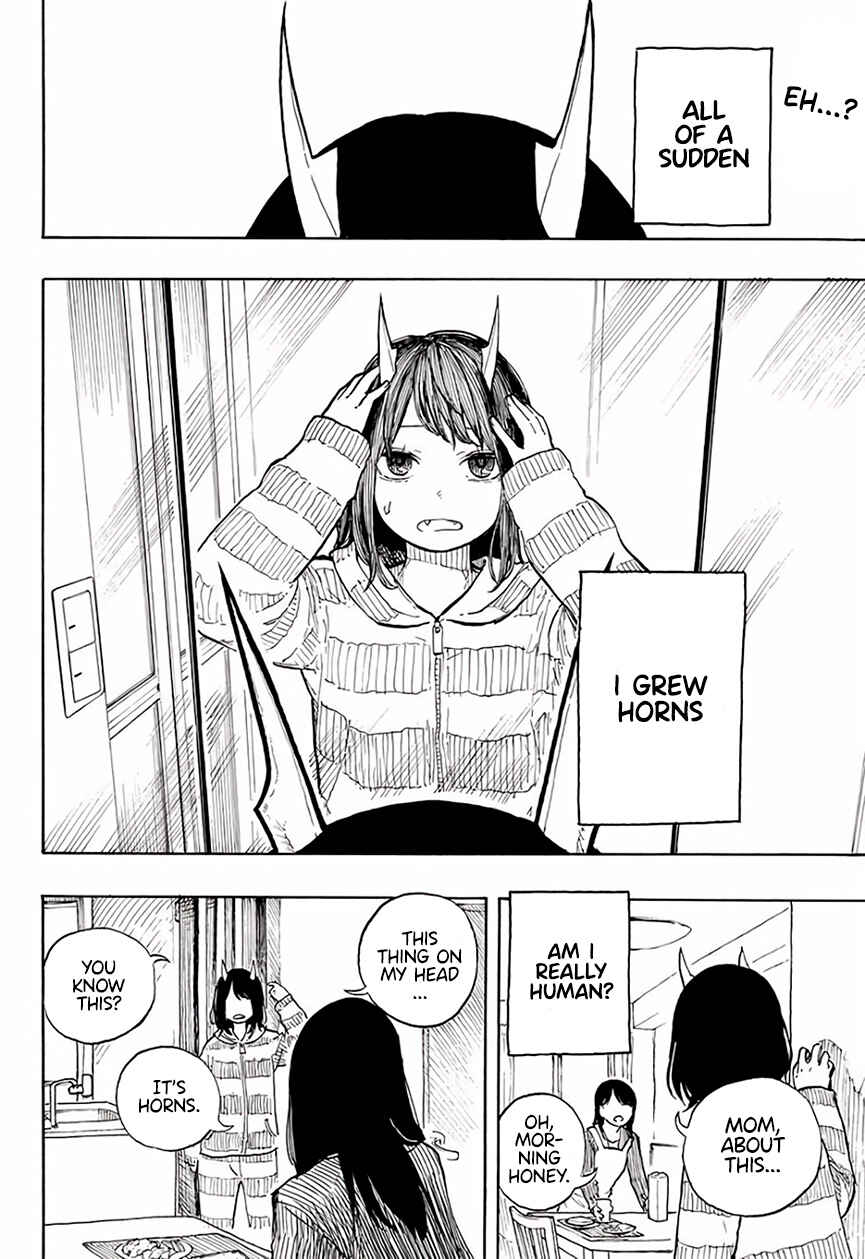 EH...?
ALL
OF A
SUDDEN
I GREW
HORNS
AM I
REALLY
HUMAN?
MOM,
ABOUT
THIS...
OH,
MOR-
NING
HONEY.
THIS
THING ON
MY HEAD
...
YOU
KNOW
THIS?
IT'S
HORNS.